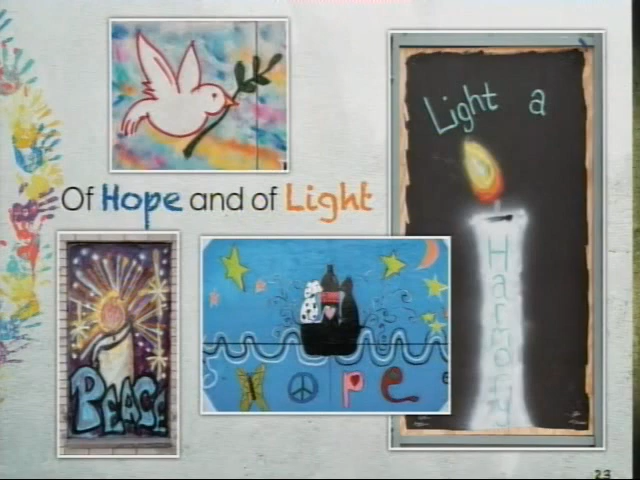 Light a
Of Hope and of Light
Harmony
PEACE
Hope
23